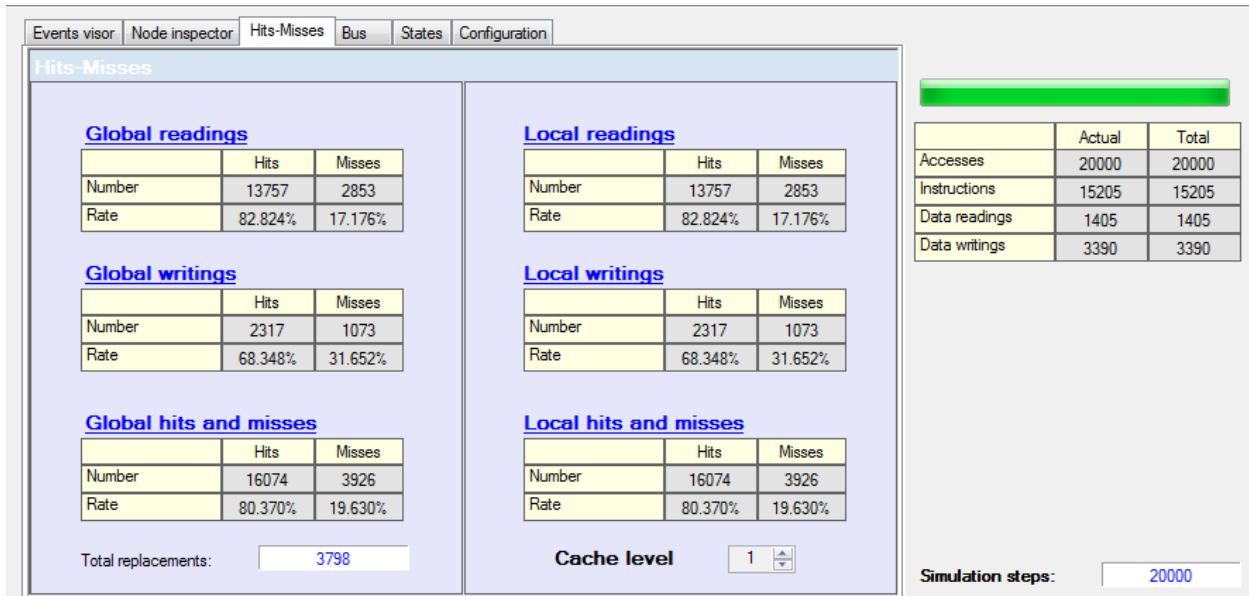 Events visor Node inspector Hits-Misses Bus States Configuration
Hits-Misses
Global readings
Hits Misses
Number 13757 2853
Rate 82.824% 17.176%
Global writings
Hits Misses
Number 2317 1073
Rate 68.348% 31.652%
Global hits and misses
Hits Misses
Number 16074 3926
Rate 80.370% 19.630%
Total replacements: 3798
Local readings
Hits Misses
Number 13757 2853
Rate 82.824% 17.176%
Local writings
Hits Misses
Number 2317 1073
Rate 68.348% 31.652%
Local hits and misses
Hits Misses
Number 16074 3926
Rate 80.370% 19.630%
Cache level 1
Actual Total
Accesses 20000 20000
Instructions 15205 15205
Data readings 1405 1405
Data writings 3390 3390
Simulation steps: 20000